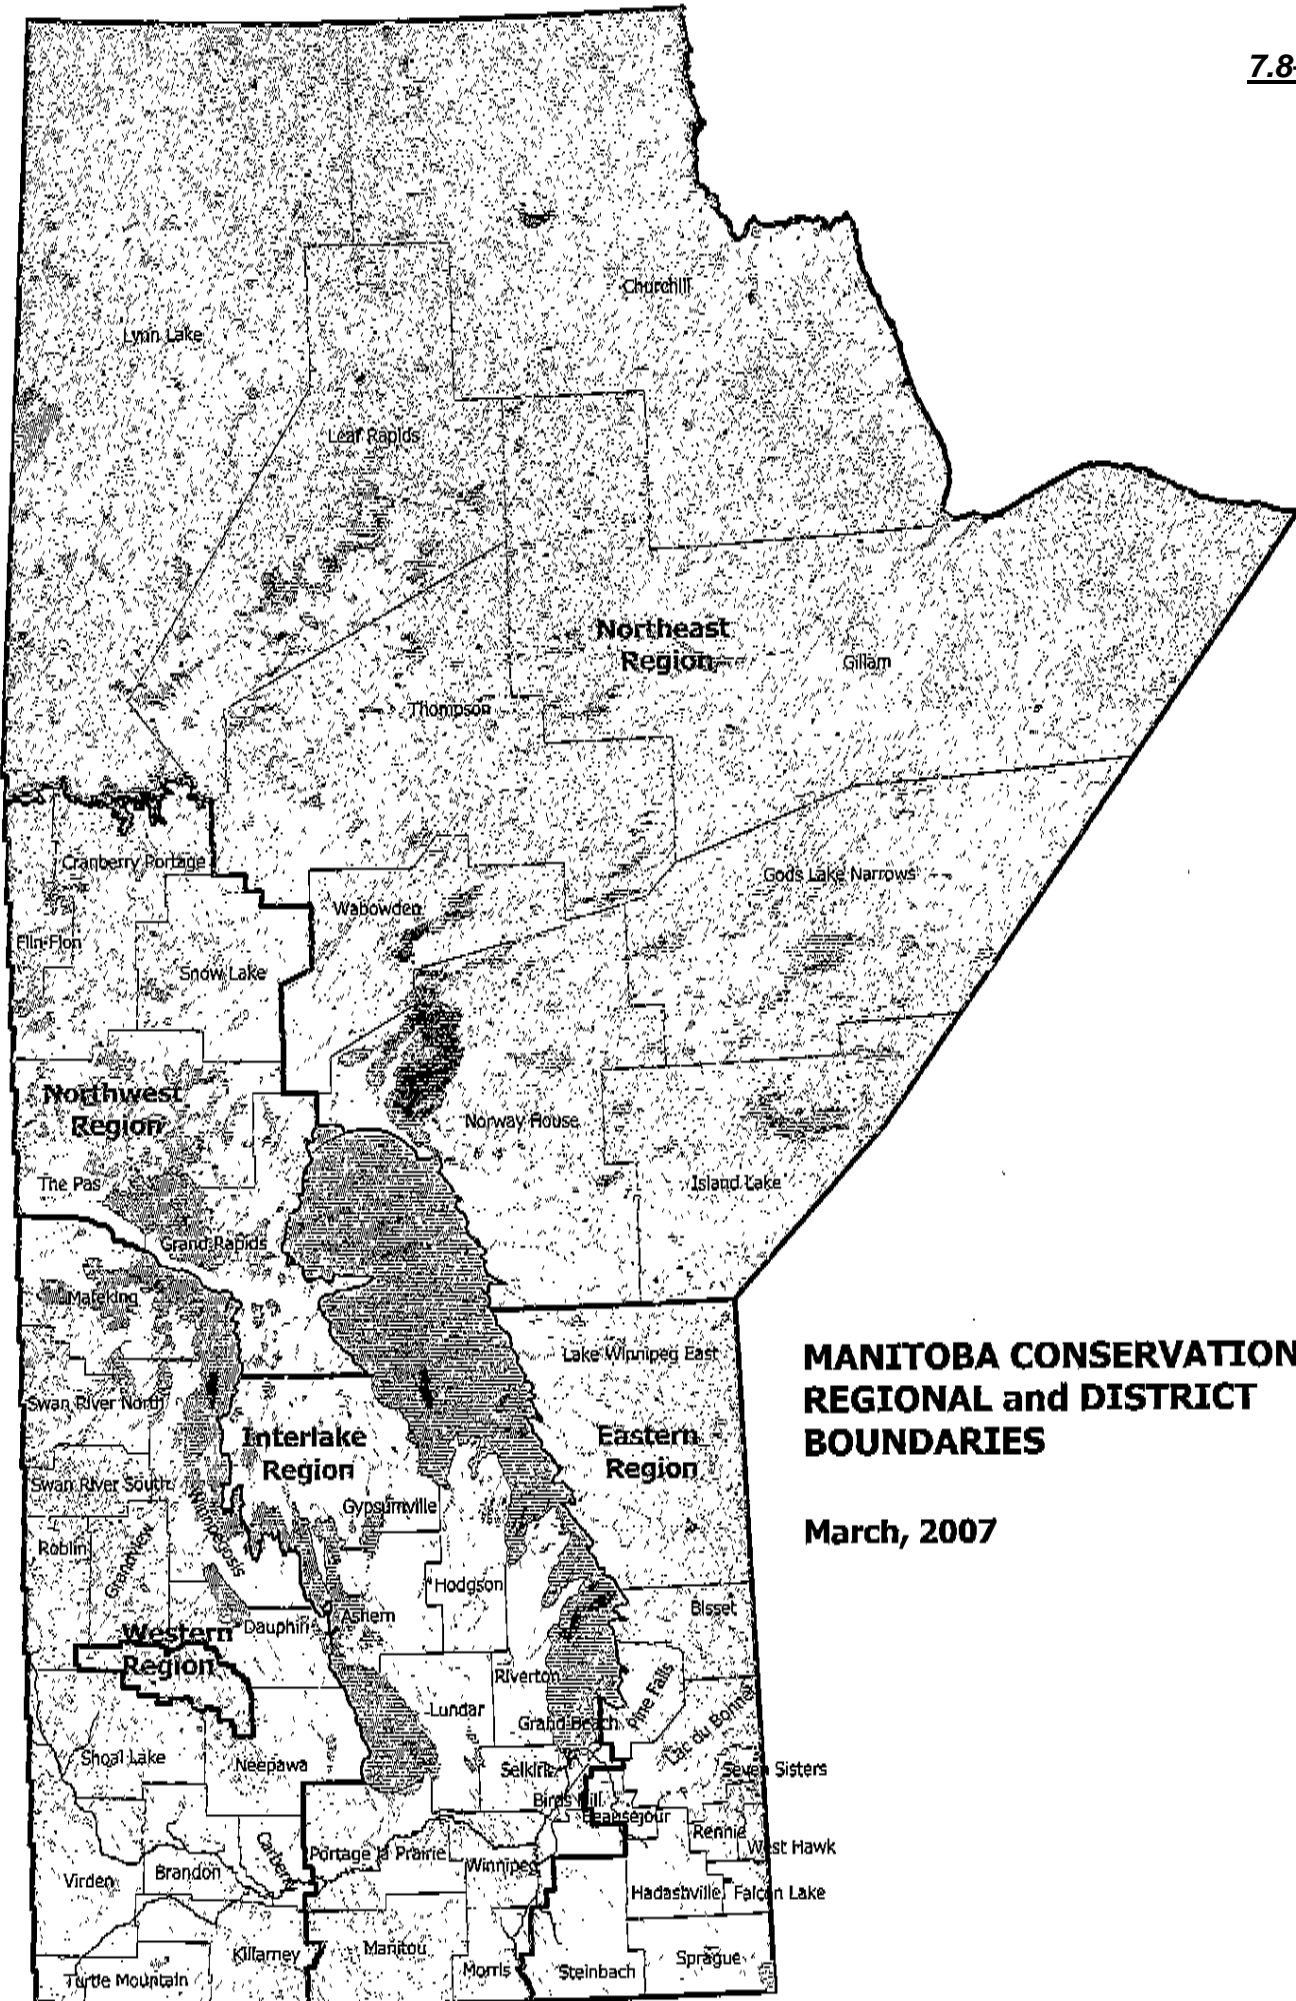 7.8-
Churchill
Lynn Lake
Leaf Rapids
Northeast
Region
Gillam
Thompson
Cranberry Portage
Gods Lake Narrows
Wabowden
Flin-Flon
Snow Lake
Northwest
Region
Norway House
The Pas
Island Lake
Grand Rapids
Mafeking
Lake Winnipeg East
MANITOBA CONSERVATION
REGIONAL and DISTRICT
BOUNDARIES
Swan River North
Interlake
Region
Eastern
Region
Swan River South
Winnipegosis
Gypsumville
March, 2007
Roblin
Grandview
Hodgson
Bisset
Ashern
Dauphin
Western
Region
Riverton
Pine Falls
Lundar
Grand Beach
Lac du Bonnet
Shoal Lake
Neepawa
Selkirk
Seven Sisters
Birds Hill
Beausejour
Rennie
West Hawk
Carberry
Portage la Prairie
Winnipeg
Virden
Brandon
Hadashville
Falcon Lake
Killarney
Manitou
Sprague
Turtle Mountain
Morris
Steinbach